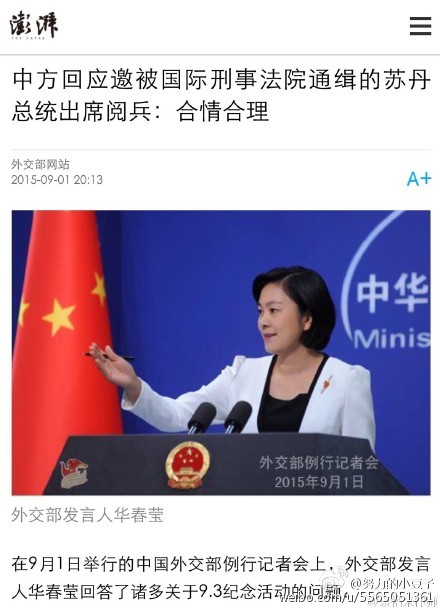 澎湃
THE PAPER
中方回应邀被国际刑事法院通缉的苏丹
总统出席阅兵：合情合理
外交部网站
2015-09-01 20:13
A+
中华
Minis
外交部例行记者会
2015年9月1日
外交部发言人华春莹
在9月1日举行的中国外交部例行记者会上，外交部发言
人华春莹回答了诸多关于9.3纪念活动的问题，
@努力的小豆子
weibo.com/u/5565051361